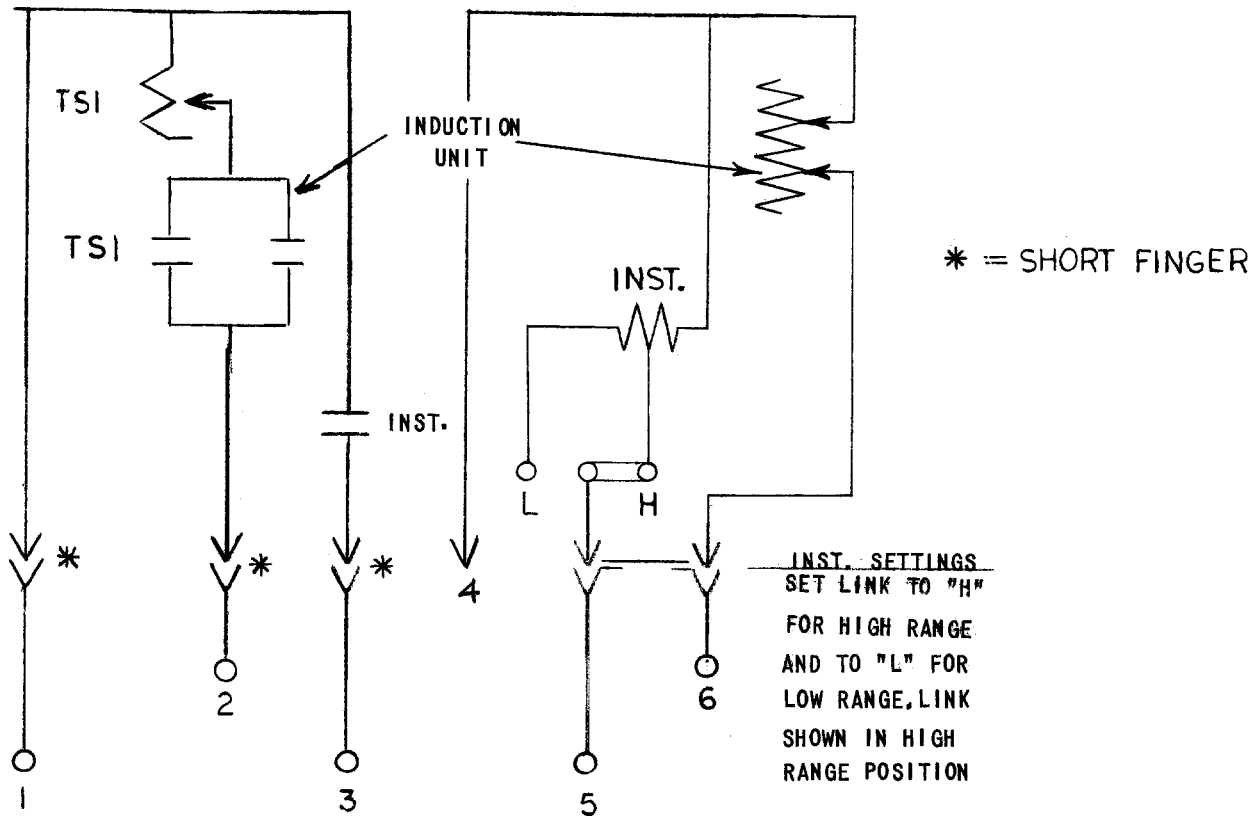 TSI
INDUCTION
UNIT
TSI
* = SHORT FINGER
INST.
INST.
L
H
*
*
*
4
INST. SETTINGS
SET LINK TO "H"
FOR HIGH RANGE
AND TO "L" FOR
LOW RANGE, LINK
SHOWN IN HIGH
RANGE POSITION
2
6
1
3
5